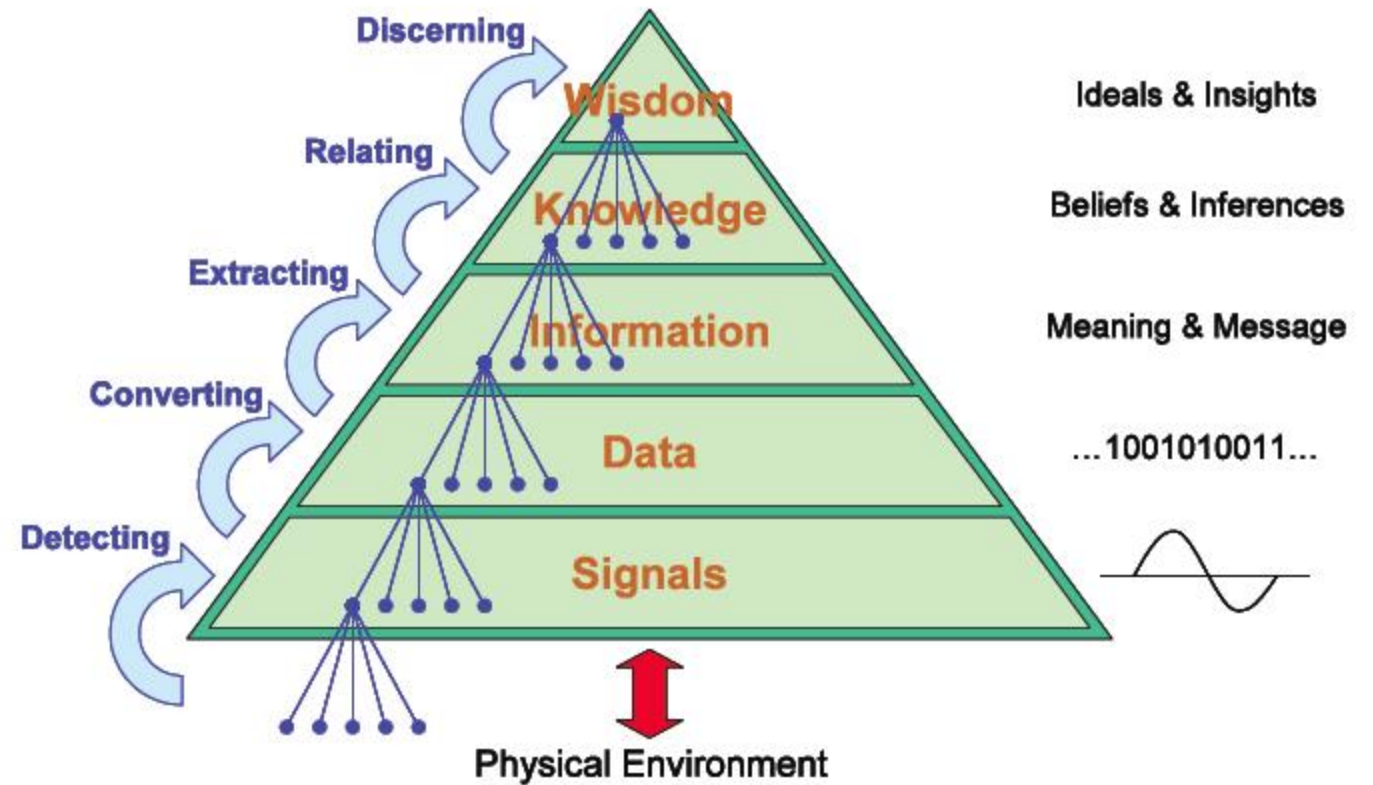 Discerning
Wisdom
Ideals & Insights
Relating
Knowledge
Beliefs & Inferences
Extracting
Information
Meaning & Message
Converting
Data
...1001010011...
Detecting
Signals
Physical Environment